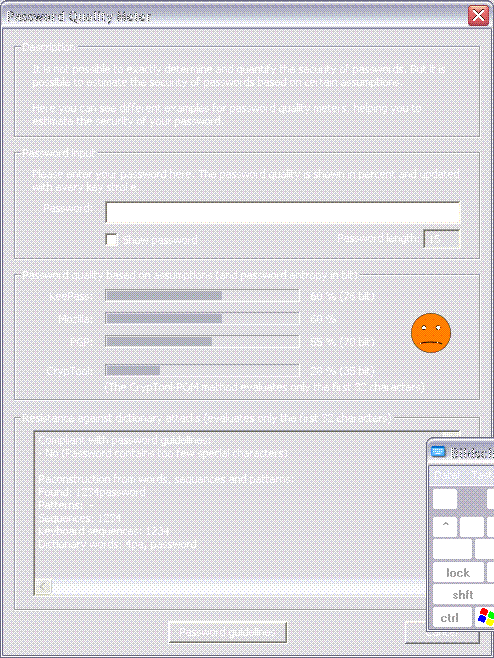 Password Quality Meter
Description
It is not possible to exactly determine and quantify the security of passwords. But it is
possible to estimate the security of passwords based on certain assumptions.
Here you can see different examples for password quality meters, helping you to
estimate the security of your password.
Password input
Please enter your password here. The password quality is shown in percent and updated
with every key stroke.
Password:
Show password
Password length: 15
Password quality based on assumptions (and password entropy in bit)
KeePass: 60 % (76 bit)
Mozilla: 60 %
PGP: 55 % (70 bit)
CrypTool: 28 % (35 bit)
(The CrypTool-PGM method evaluates only the first 32 characters)
Resistance against dictionary attacks (evaluates only the first 32 characters)
Compliant with password guidelines:
- No (Password contains too few special characters)
Reconstruction from words, sequences and patterns:
Found: 1234password
Patterns: -
Sequences: 1234
Keyboard sequences: 1234
Dictionary words: 4pa, password
Datei
^
lock
shft
ctrl
Password guidelines